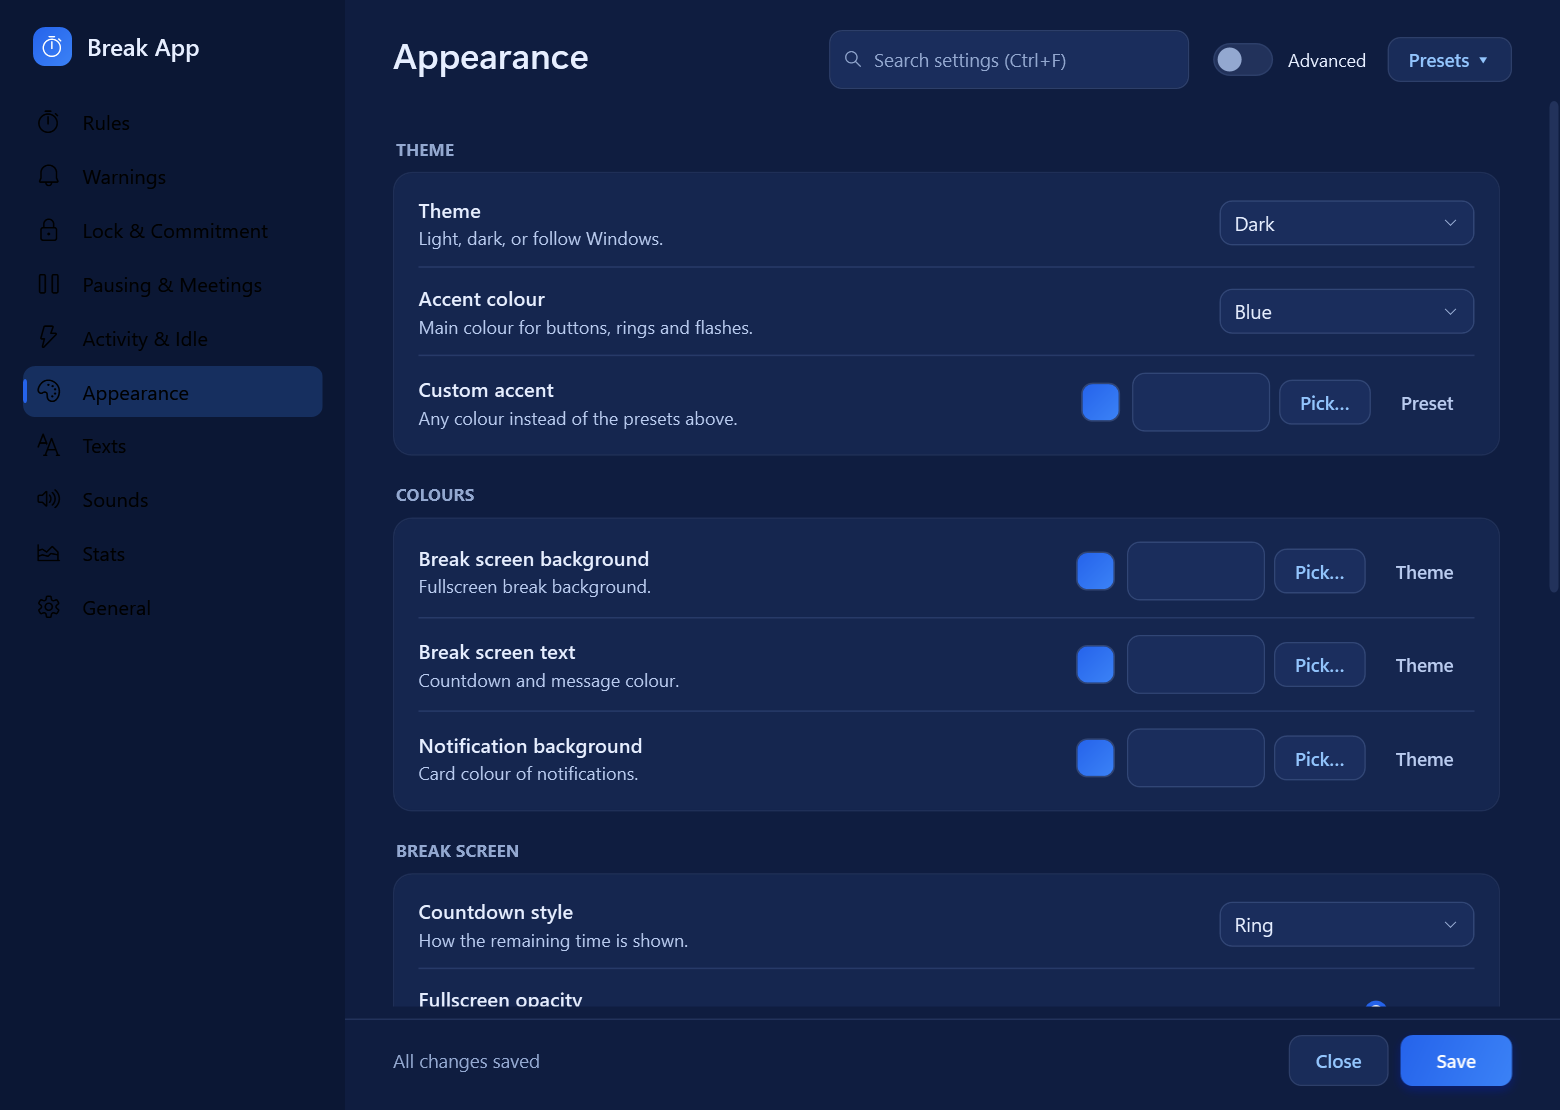 Break App
Rules
Warnings
Lock & Commitment
Pausing & Meetings
Activity & Idle
Appearance
Texts
Sounds
Stats
General
Appearance
Search settings (Ctrl+F)
Advanced
Presets ▾
THEME
Theme
Light, dark, or follow Windows.
Dark
Accent colour
Main colour for buttons, rings and flashes.
Blue
Custom accent
Any colour instead of the presets above.
Pick...
Preset
COLOURS
Break screen background
Fullscreen break background.
Pick...
Theme
Break screen text
Countdown and message colour.
Pick...
Theme
Notification background
Card colour of notifications.
Pick...
Theme
BREAK SCREEN
Countdown style
How the remaining time is shown.
Ring
Fullscreen opacity
All changes saved
Close
Save